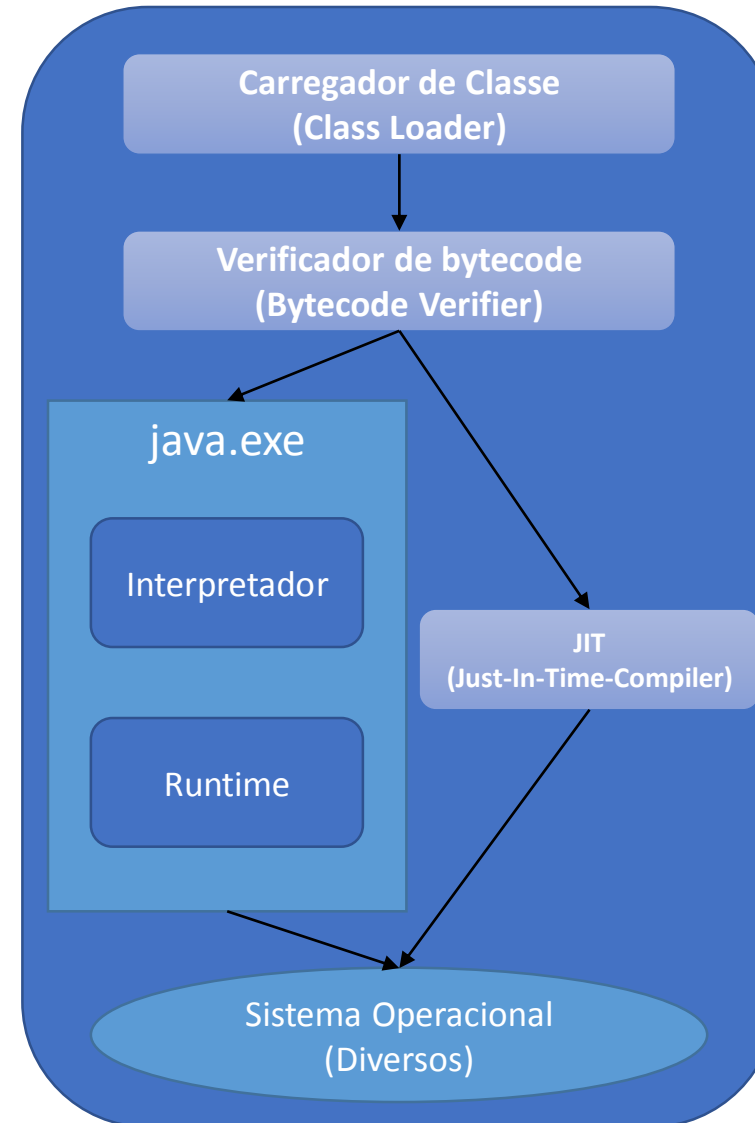 Carregador de Classe
(Class Loader)
Verificador de bytecode
(Bytecode Verifier)
java.exe
Interpretador
JIT
(Just-In-Time-Compiler)
Runtime
Sistema Operacional
(Diversos)